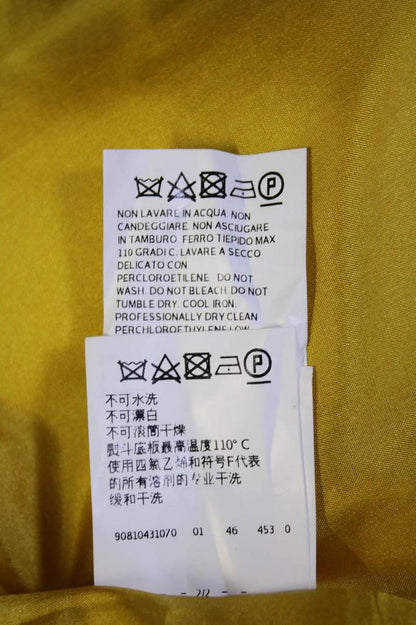 P
NON LAVARE IN ACQUA. NON
CANDEGGIARE. NON ASCIUGARE
IN TAMBURO. FERRO TIEPIDO MAX
110 GRADI C. LAVARE A SECCO
DELICATO CON
PERCLOROETILENE. DO NOT
WASH. DO NOT BLEACH. DO NOT
TUMBLE DRY. COOL IRON.
PROFESSIONALLY DRY CLEAN
PERCHLOROETHYLENE LOW
P
不可水洗
不可漂白
不可滚筒干燥
熨斗底板最高温度110°C
使用四氯乙烯和符号F代表
的所有溶剂的专业干洗
缓和干洗
90810431070 01 46 453 0
- - 2/2 - -